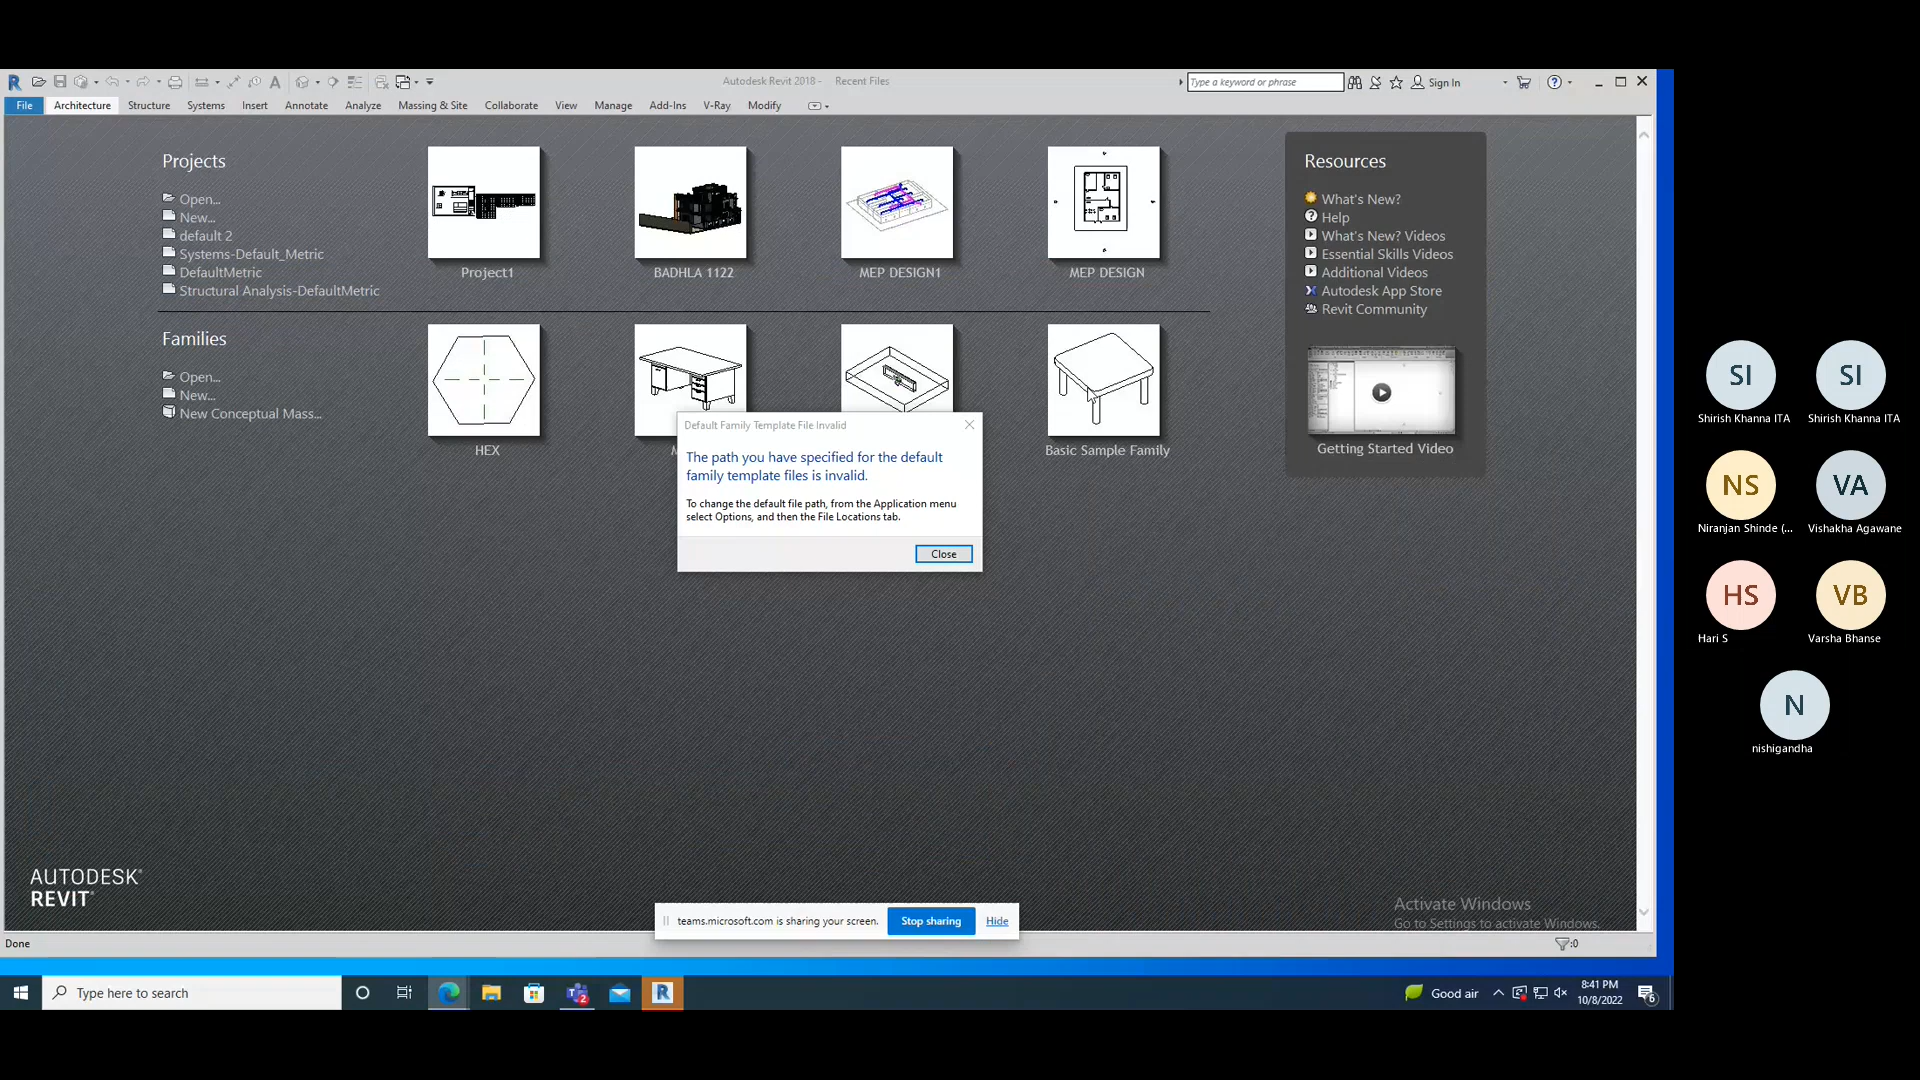 Autodesk Revit 2018 - Recent Files
Type a keyword or phrase
Sign In
File Architecture Structure Systems Insert Annotate Analyze Massing & Site Collaborate View Manage Add-Ins V-Ray Modify
Projects
Open...
New...
default 2
Systems-Default_Metric
DefaultMetric
Structural Analysis-DefaultMetric
Project1
BADHLA 1122
MEP DESIGN1
MEP DESIGN
Families
Open...
New...
New Conceptual Mass...
HEX
M
Basic Sample Family
Default Family Template File Invalid
The path you have specified for the default
family template files is invalid.
To change the default file path, from the Application menu
select Options, and then the File Locations tab.
Close
Resources
What's New?
Help
What's New? Videos
Essential Skills Videos
Additional Videos
Autodesk App Store
Revit Community
Getting Started Video
AUTODESK®
REVIT®
Activate Windows
Go to Settings to activate Windows.
teams.microsoft.com is sharing your screen. Stop sharing Hide
Done
:0
Type here to search
Good air
8:41 PM
10/8/2022
6
2
SI
Shirish Khanna ITA
SI
Shirish Khanna ITA
NS
Niranjan Shinde (...
VA
Vishakha Agawane
HS
Hari S
VB
Varsha Bhanse
N
nishigandha